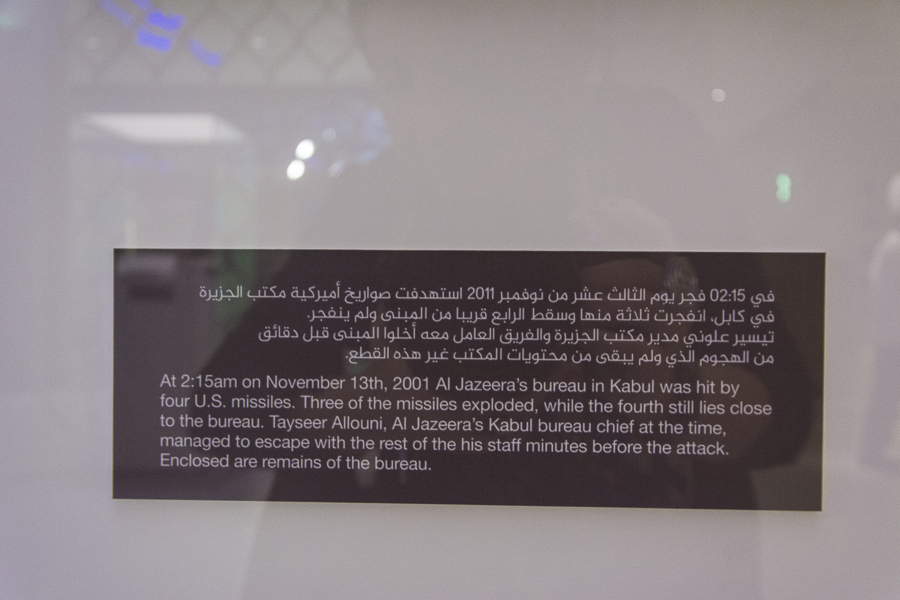 في 02:15 فجر يوم الثالث عشر من نوفمبر 2011 استهدفت صواريخ أميركية مكتب الجزيرة
في كابل، انفجرت ثلاثة منها وسقط الرابع قريبا من المبنى ولم ينفجر.
تيسير علوني مدير مكتب الجزيرة والفريق العامل معه أخلوا المبنى قبل دقائق
من الهجوم الذي ولم يبقى من محتويات المكتب غير هذه القطع.
At 2:15am on November 13th, 2001 Al Jazeera's bureau in Kabul was hit by
four U.S. missiles. Three of the missiles exploded, while the fourth still lies close
to the bureau. Tayseer Allouni, Al Jazeera's Kabul bureau chief at the time,
managed to escape with the rest of the his staff minutes before the attack.
Enclosed are remains of the bureau.